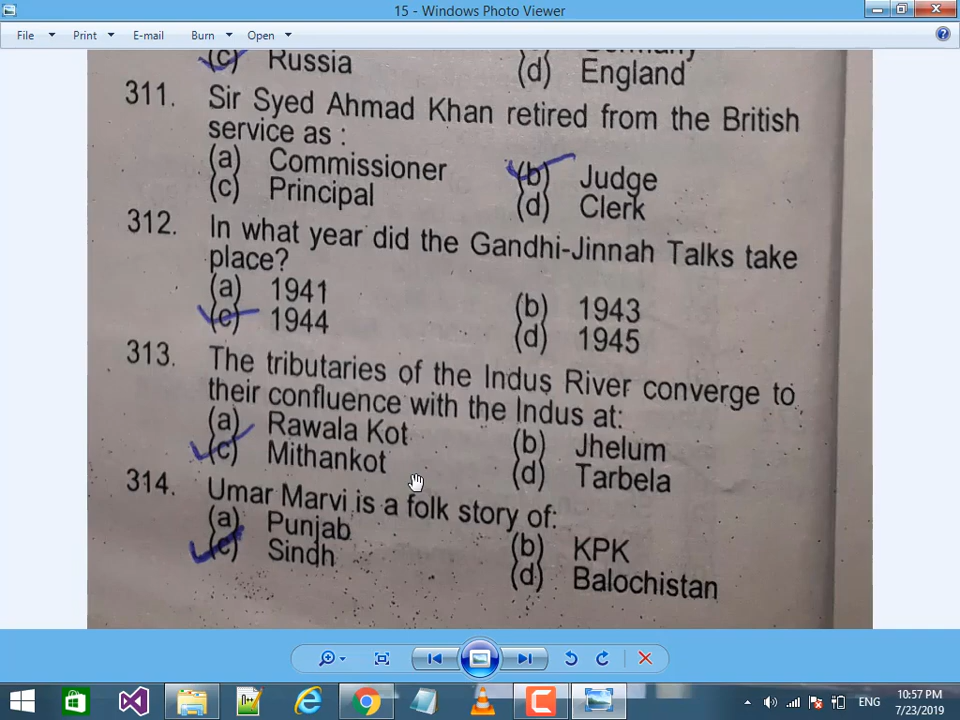 15 - Windows Photo Viewer
File Print E-mail Burn Open
(c) Russia
(d) England
311. Sir Syed Ahmad Khan retired from the British
service as :
(a) Commissioner (b) Judge
(c) Principal (d) Clerk
312. In what year did the Gandhi-Jinnah Talks take
place?
(a) 1941 (b) 1943
(c) 1944 (d) 1945
313. The tributaries of the Indus River converge to
their confluence with the Indus at:
(a) Rawala Kot (b) Jhelum
(c) Mithankot (d) Tarbela
314. Umar Marvi is a folk story of:
(a) Punjab (b) KPK
(c) Sindh (d) Balochistan
ENG 10:57 PM
7/23/2019